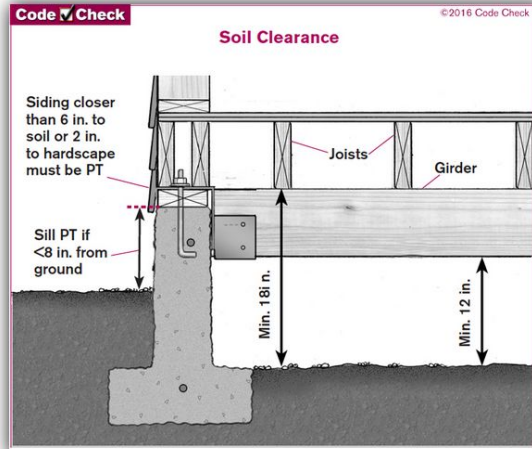 Code Check
©2016 Code Check
Soil Clearance
Siding closer
than 6 in. to
soil or 2 in.
to hardscape
must be PT
Joists
Girder
Sill PT if
<8 in. from
ground
Min. 18i n.
Min. 12 in.